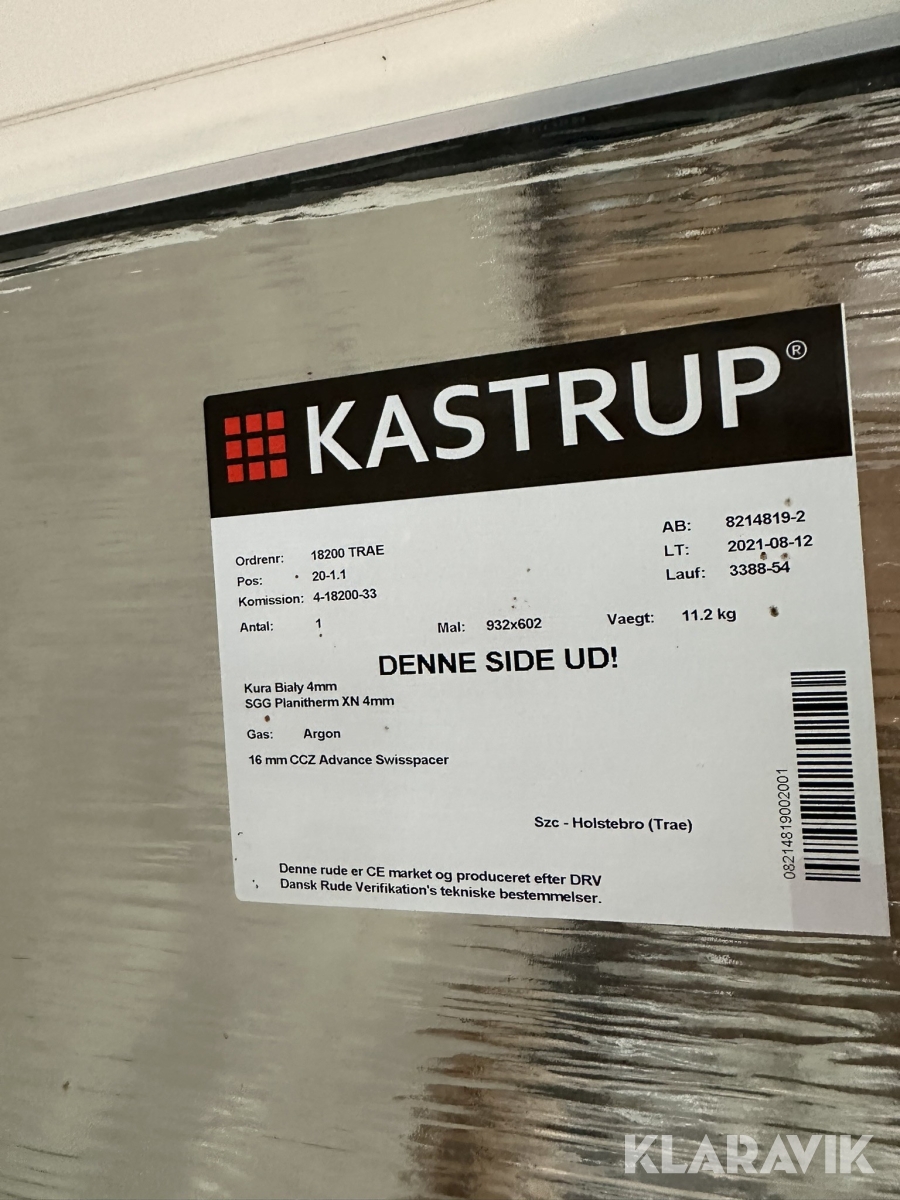 KASTRUP®
Ordrenr: 18200 TRAE
AB: 8214819-2
Pos: 20-1.1
LT: 2021-08-12
Komission: 4-18200-33
Lauf: 3388-54
Antal: 1 Mal: 932x602 Vaegt: 11.2 kg
DENNE SIDE UD!
Kura Bialy 4mm
SGG Planitherm XN 4mm
Gas: Argon
16 mm CCZ Advance Swisspacer
08214819002001
Szc - Holstebro (Trae)
Denne rude er CE market og produceret efter DRV
Dansk Rude Verifikation's tekniske bestemmelser.
KLARAVIK